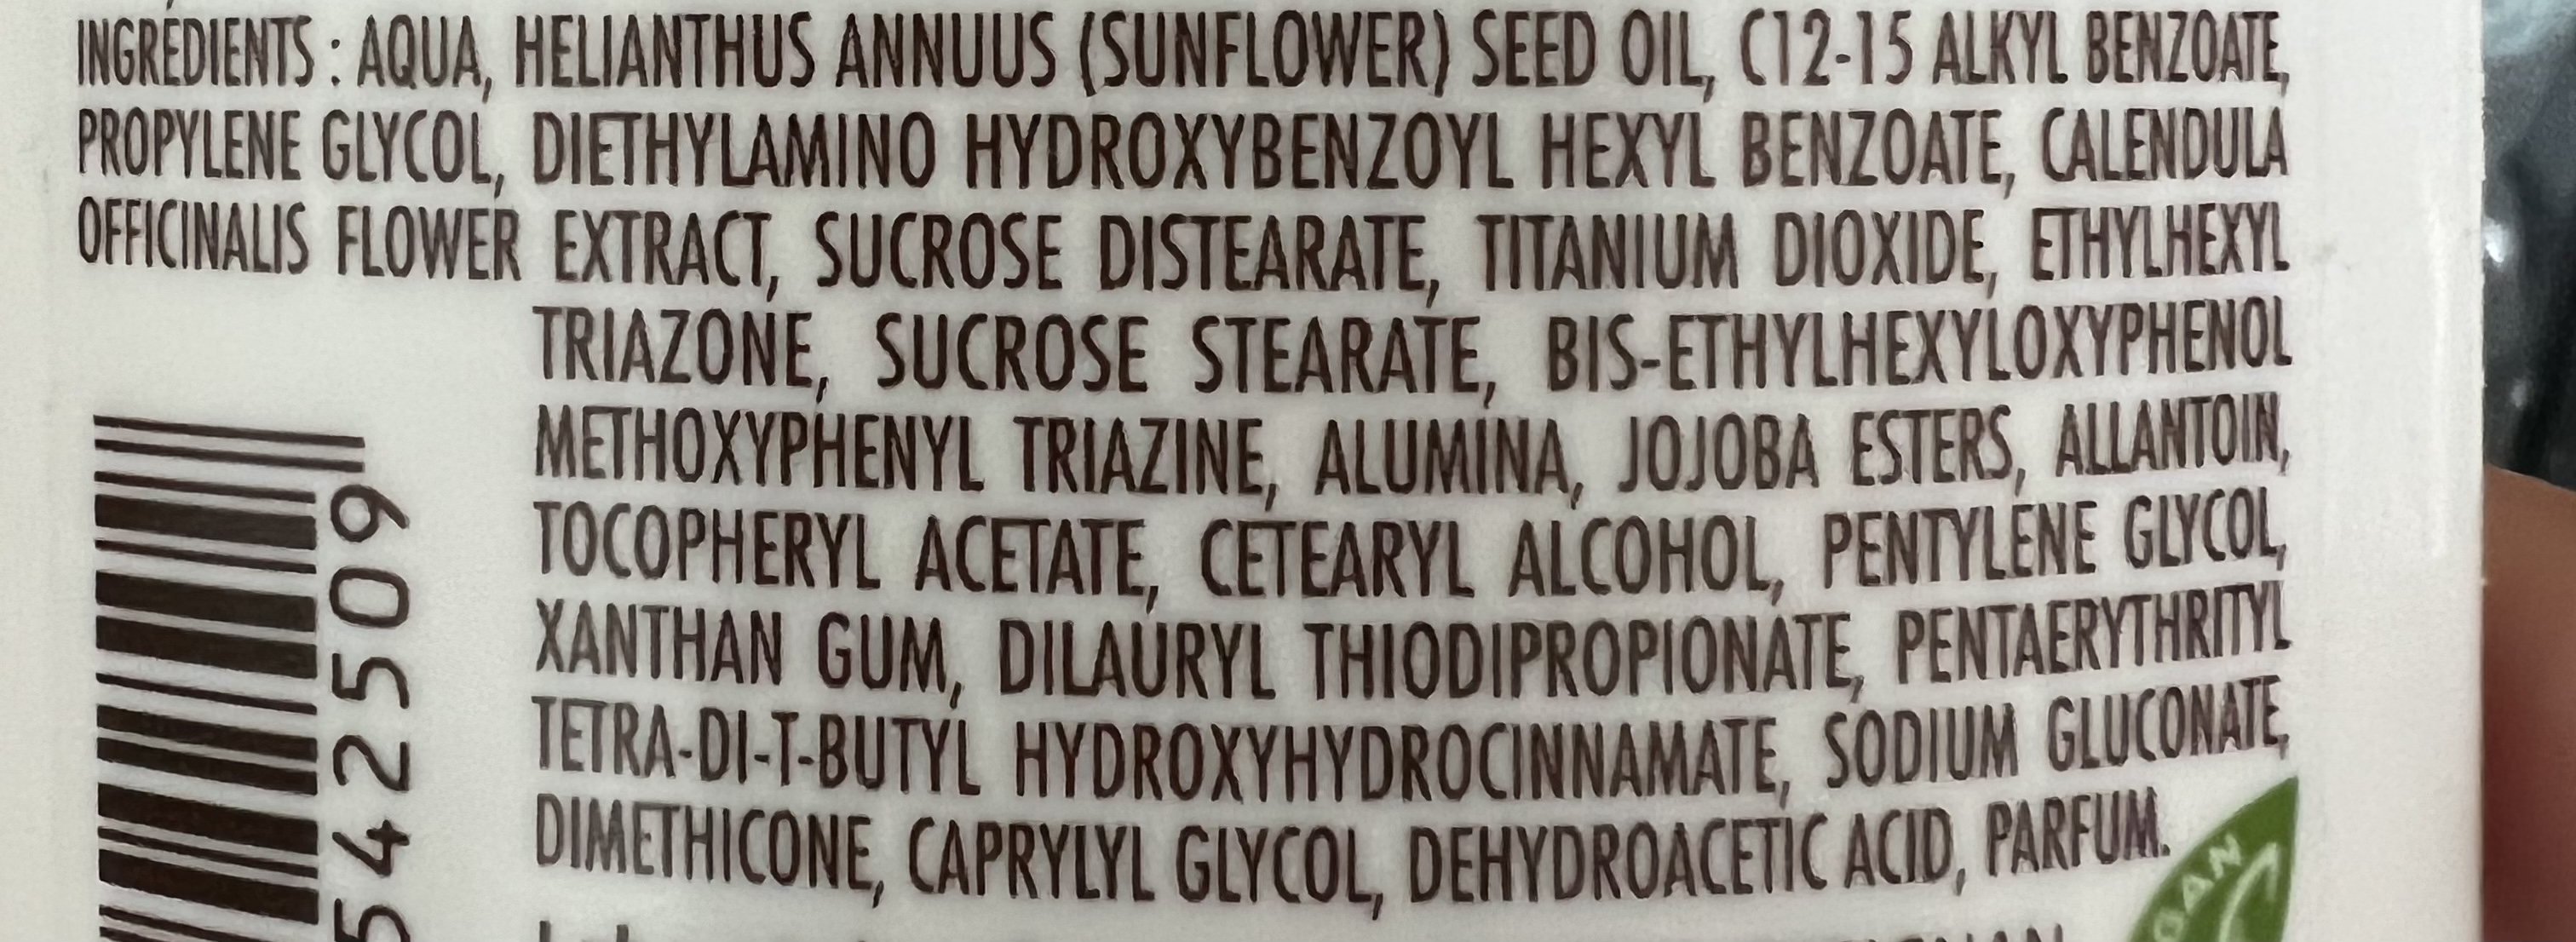 INGRÉDIENTS : AQUA, HELIANTHUS ANNUUS (SUNFLOWER) SEED OIL, C12-15 ALKYL BENZOATE,
PROPYLENE GLYCOL, DIETHYLAMINO HYDROXYBENZOYL HEXYL BENZOATE, CALENDULA
OFFICINALIS FLOWER EXTRACT, SUCROSE DISTEARATE, TITANIUM DIOXIDE, ETHYLHEXYL
TRIAZONE, SUCROSE STEARATE, BIS-ETHYLHEXYLOXYPHENOL
METHOXYPHENYL TRIAZINE, ALUMINA, JOJOBA ESTERS, ALLANTOIN,
TOCOPHERYL ACETATE, CETEARYL ALCOHOL, PENTYLENE GLYCOL,
XANTHAN GUM, DILAURYL THIODIPROPIONATE, PENTAERYTHRITYL
TETRA-DI-T-BUTYL HYDROXYHYDROCINNAMATE, SODIUM GLUCONATE,
DIMETHICONE, CAPRYLYL GLYCOL, DEHYDROACETIC ACID, PARFUM.
542509